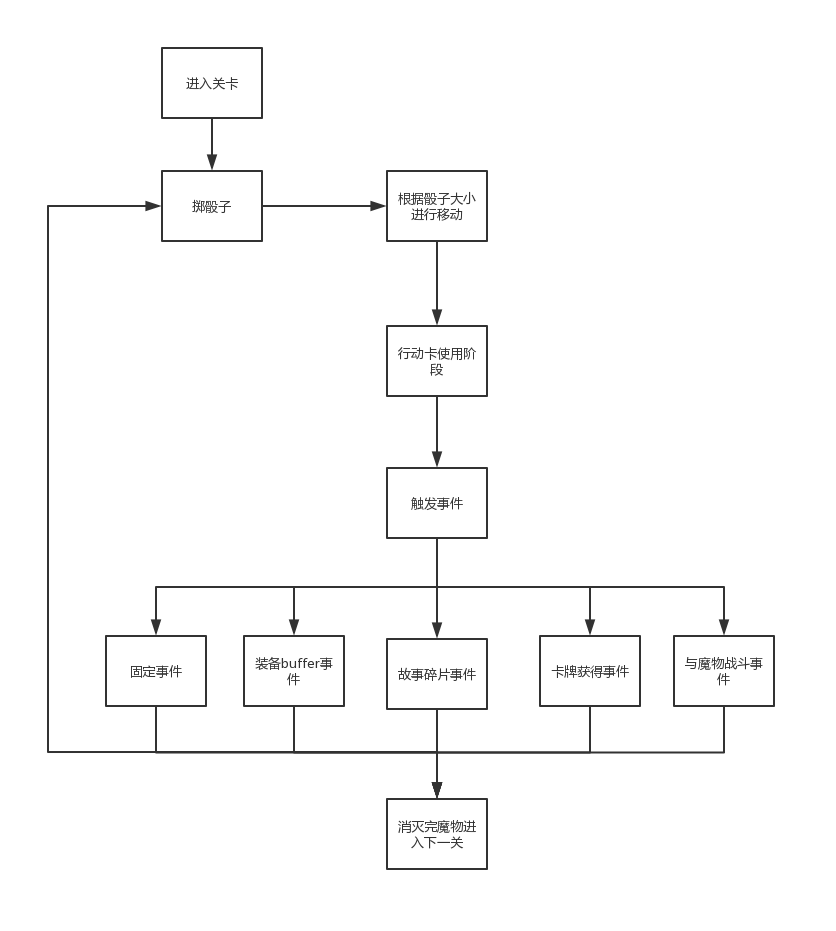 进入关卡
掷骰子
根据骰子大小
进行移动
行动卡使用阶
段
触发事件
固定事件
装备buffer事
件
故事碎片事件
卡牌获得事件
与魔物战斗事
件
消灭完魔物进
入下一关